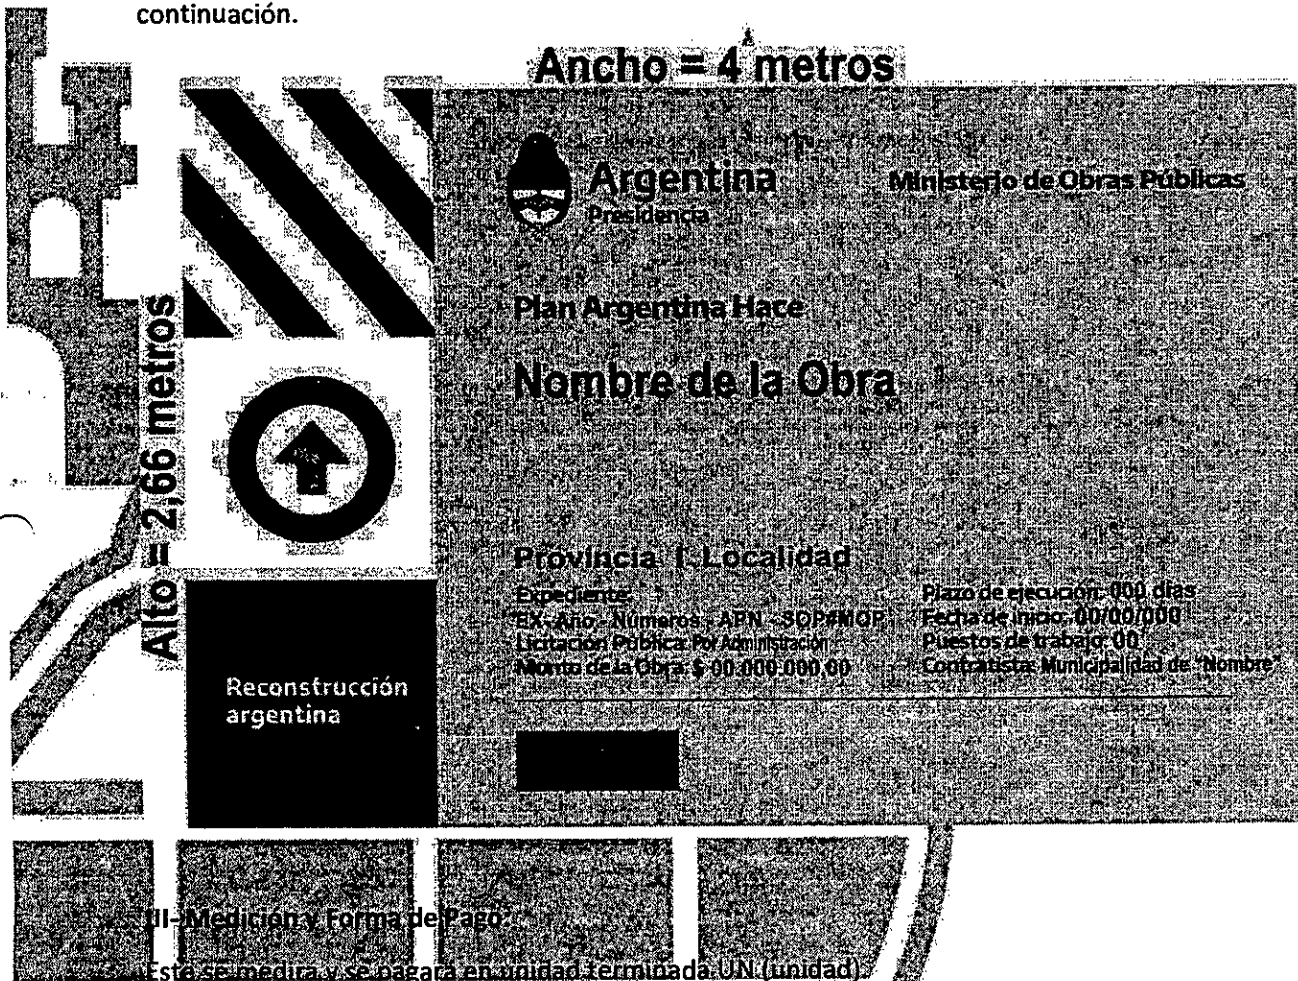 continuación.
Ancho = 4 metros
Alto = 2,66 metros
Argentina
Presidencia
Ministerio de Obras Públicas
Plan Argentina Hace
Nombre de la Obra
Provincia | Localidad
Expediente:
EX- Año - Números - APN - SOP#MOP
Licitación Pública: Por Administración
Monto de la Obra: $ 00.000.000,00
Plazo de ejecución: 000 días
Fecha de inicio: 00/00/000
Puestos de trabajo: 00
Contratista: Municipalidad de "Nombre"
Reconstrucción
argentina
III- Medición y Forma de Pago:
Este se medirá y se pagará en unidad terminada UN (unidad).